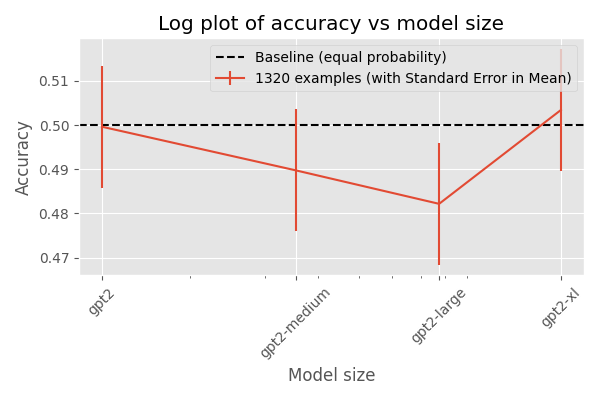 Log plot of accuracy vs model size
Baseline (equal probability)
1320 examples (with Standard Error in Mean)
0.51
0.50
0.49
0.48
0.47
Accuracy
gpt2
gpt2-medium
gpt2-large
gpt2-xl
Model size